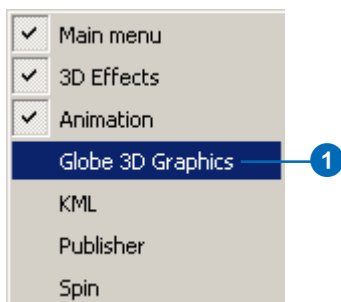 Main menu
3D Effects
Animation
Globe 3D Graphics 1
KML
Publisher
Spin